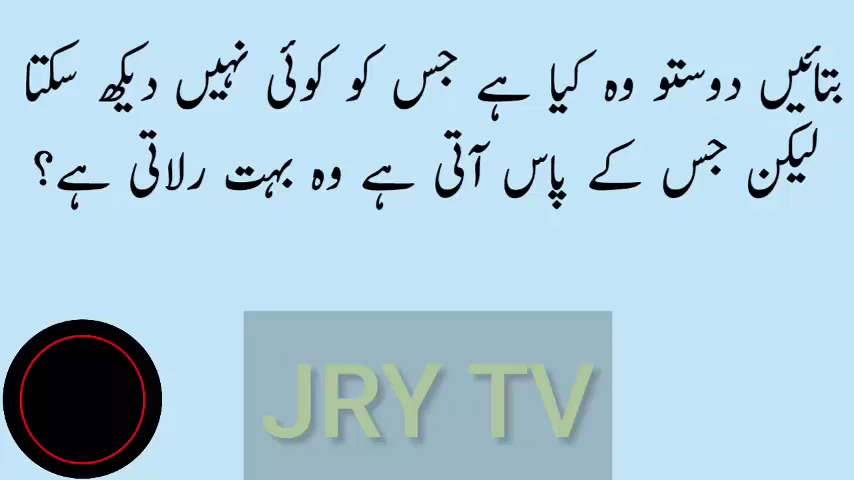 بتائیں دوستو وہ کیا ہے جس کو کوئی نہیں دیکھ سکتا
لیکن جس کے پاس آتی ہے وہ بہت رلاتی ہے؟
JRY TV